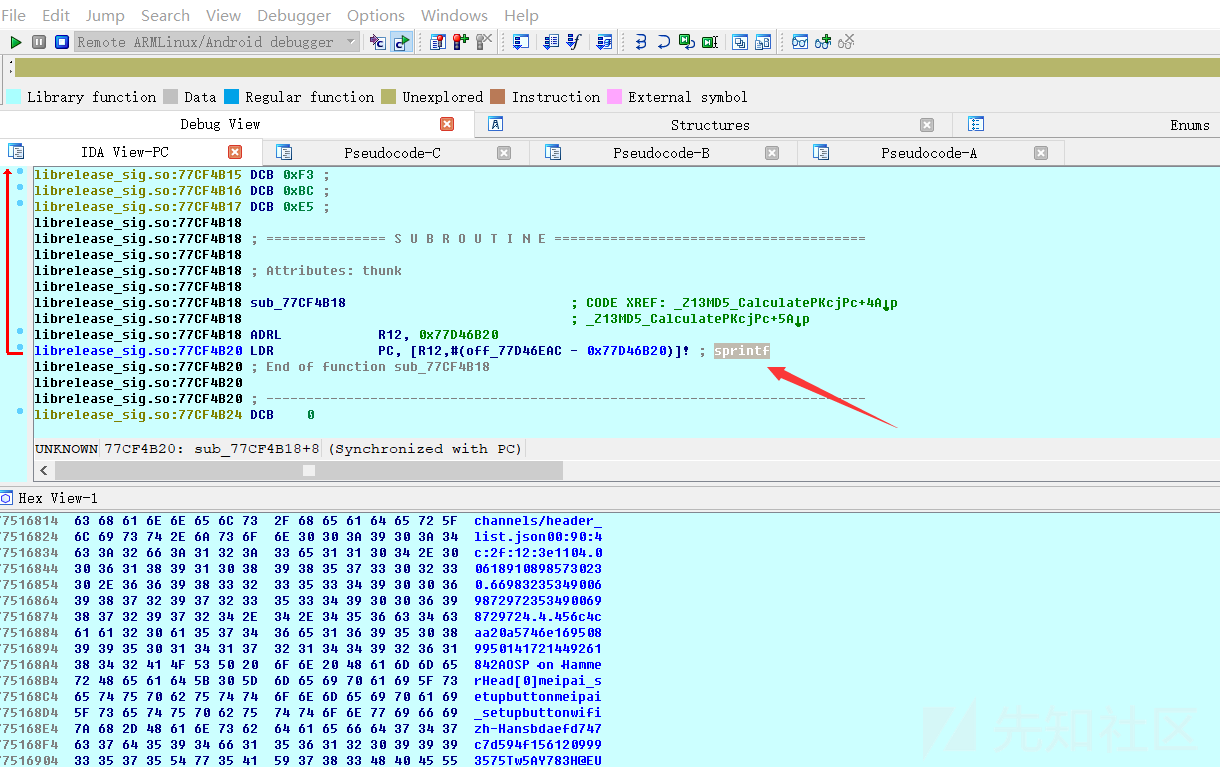 File Edit Jump Search View Debugger Options Windows Help
Remote ARMLinux/Android debugger
Library function Data Regular function Unexplored Instruction External symbol
Debug View Structures Enums
IDA View-PC Pseudocode-C Pseudocode-B Pseudocode-A
librelease_sig.so:77CF4B15 DCB 0xF3 ;
librelease_sig.so:77CF4B16 DCB 0xBC ;
librelease_sig.so:77CF4B17 DCB 0xE5 ;
librelease_sig.so:77CF4B18
librelease_sig.so:77CF4B18 ; =============== S U B R O U T I N E =======================================
librelease_sig.so:77CF4B18
librelease_sig.so:77CF4B18 ; Attributes: thunk
librelease_sig.so:77CF4B18
librelease_sig.so:77CF4B18 sub_77CF4B18 ; CODE XREF: _Z13MD5_CalculatePKcjPc+4A↓p
librelease_sig.so:77CF4B18 ; _Z13MD5_CalculatePKcjPc+5A↓p
librelease_sig.so:77CF4B18 ADRL R12, 0x77D46B20
librelease_sig.so:77CF4B20 LDR PC, [R12,#(off_77D46EAC - 0x77D46B20)]! ; sprintf
librelease_sig.so:77CF4B20 ; End of function sub_77CF4B18
librelease_sig.so:77CF4B20
librelease_sig.so:77CF4B20 ; ---------------------------------------------------------------------------
librelease_sig.so:77CF4B24 DCB 0
UNKNOWN 77CF4B20: sub_77CF4B18+8 (Synchronized with PC)
Hex View-1
77516814 63 68 61 6E 6E 65 6C 73 2F 68 65 61 64 65 72 5F channels/header_
77516824 6C 69 73 74 2E 6A 73 6F 6E 30 30 3A 39 30 3A 34 list.json00:90:4
77516834 63 3A 32 66 3A 31 32 3A 33 65 31 31 30 34 2E 30 c:2f:12:3e1104.0
77516844 30 36 31 38 39 31 30 38 39 38 35 37 33 30 32 33 0618910898573023
77516854 30 2E 36 36 39 38 33 32 33 35 33 34 39 30 30 36 0.66983235349006
77516864 39 38 37 32 39 37 32 33 35 33 34 39 30 30 36 39 9872972353490069
77516874 38 37 32 39 37 32 34 2E 34 2E 34 35 36 63 34 63 8729724.4.456c4c
77516884 61 61 32 30 61 35 37 34 36 65 31 36 39 35 30 38 aa20a5746e169508
77516894 39 39 35 30 31 34 31 37 32 31 34 34 39 32 36 31 9950141721449261
775168A4 38 34 32 41 4F 53 50 20 6F 6E 20 48 61 6D 6D 65 842AOSP on Hamme
775168B4 72 48 65 61 64 5B 30 5D 6D 65 69 70 61 69 5F 73 rHead[0]meipai_s
775168C4 65 74 75 70 62 75 74 74 6F 6E 6D 65 69 70 61 69 etupbuttonmeipai
775168D4 5F 73 65 74 75 70 62 75 74 74 6F 6E 77 69 66 69 _setupbuttonwifi
775168E4 7A 68 2D 48 61 6E 73 62 64 61 65 66 64 37 34 37 zh-Hansbdaefd747
775168F4 63 37 64 35 39 34 66 31 35 36 31 32 30 39 39 39 c7d594f156120999
77516904 33 35 37 35 54 77 35 41 59 37 38 33 48 40 45 55 3575Tw5AY783H@EU
先知社区